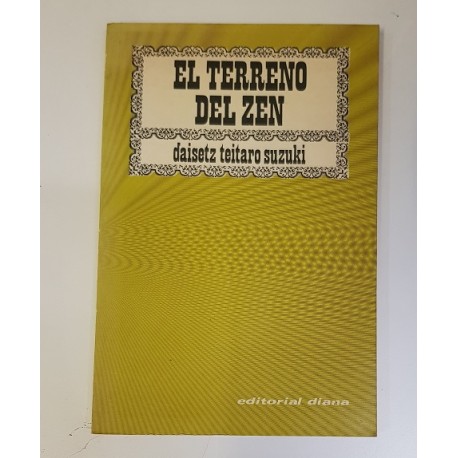 EL TERRENO
DEL ZEN
daisetz teitaro suzuki
editorial diana